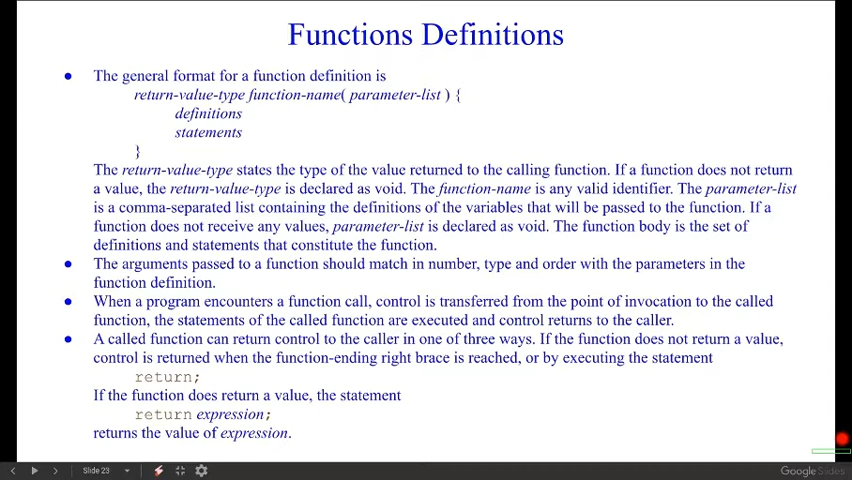 Functions Definitions
● The general format for a function definition is
return-value-type function-name( parameter-list ) {
definitions
statements
}
The return-value-type states the type of the value returned to the calling function. If a function does not return
a value, the return-value-type is declared as void. The function-name is any valid identifier. The parameter-list
is a comma-separated list containing the definitions of the variables that will be passed to the function. If a
function does not receive any values, parameter-list is declared as void. The function body is the set of
definitions and statements that constitute the function.
● The arguments passed to a function should match in number, type and order with the parameters in the
function definition.
● When a program encounters a function call, control is transferred from the point of invocation to the called
function, the statements of the called function are executed and control returns to the caller.
● A called function can return control to the caller in one of three ways. If the function does not return a value,
control is returned when the function-ending right brace is reached, or by executing the statement
return;
If the function does return a value, the statement
return expression;
returns the value of expression.
Slide 23
Google Slides